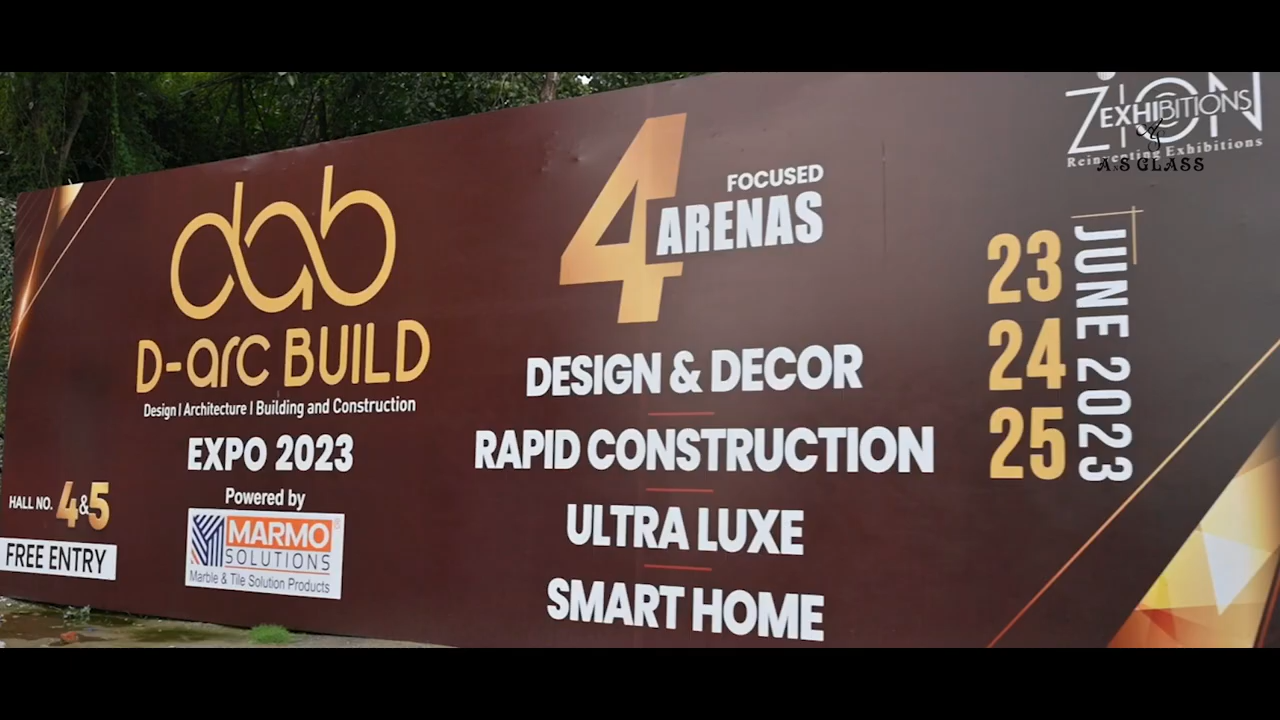 dab
D-arc BUILD
Design | Architecture | Building and Construction
EXPO 2023
Powered by
MARMO®
SOLUTIONS
Marble & Tile Solution Products
HALL NO. 4&5
FREE ENTRY
4 FOCUSED
ARENAS
DESIGN & DECOR
RAPID CONSTRUCTION
ULTRA LUXE
SMART HOME
23
24
25
JUNE 2023
ZION
EXHIBITIONS
Reinventing Exhibitions
ANS GLASS